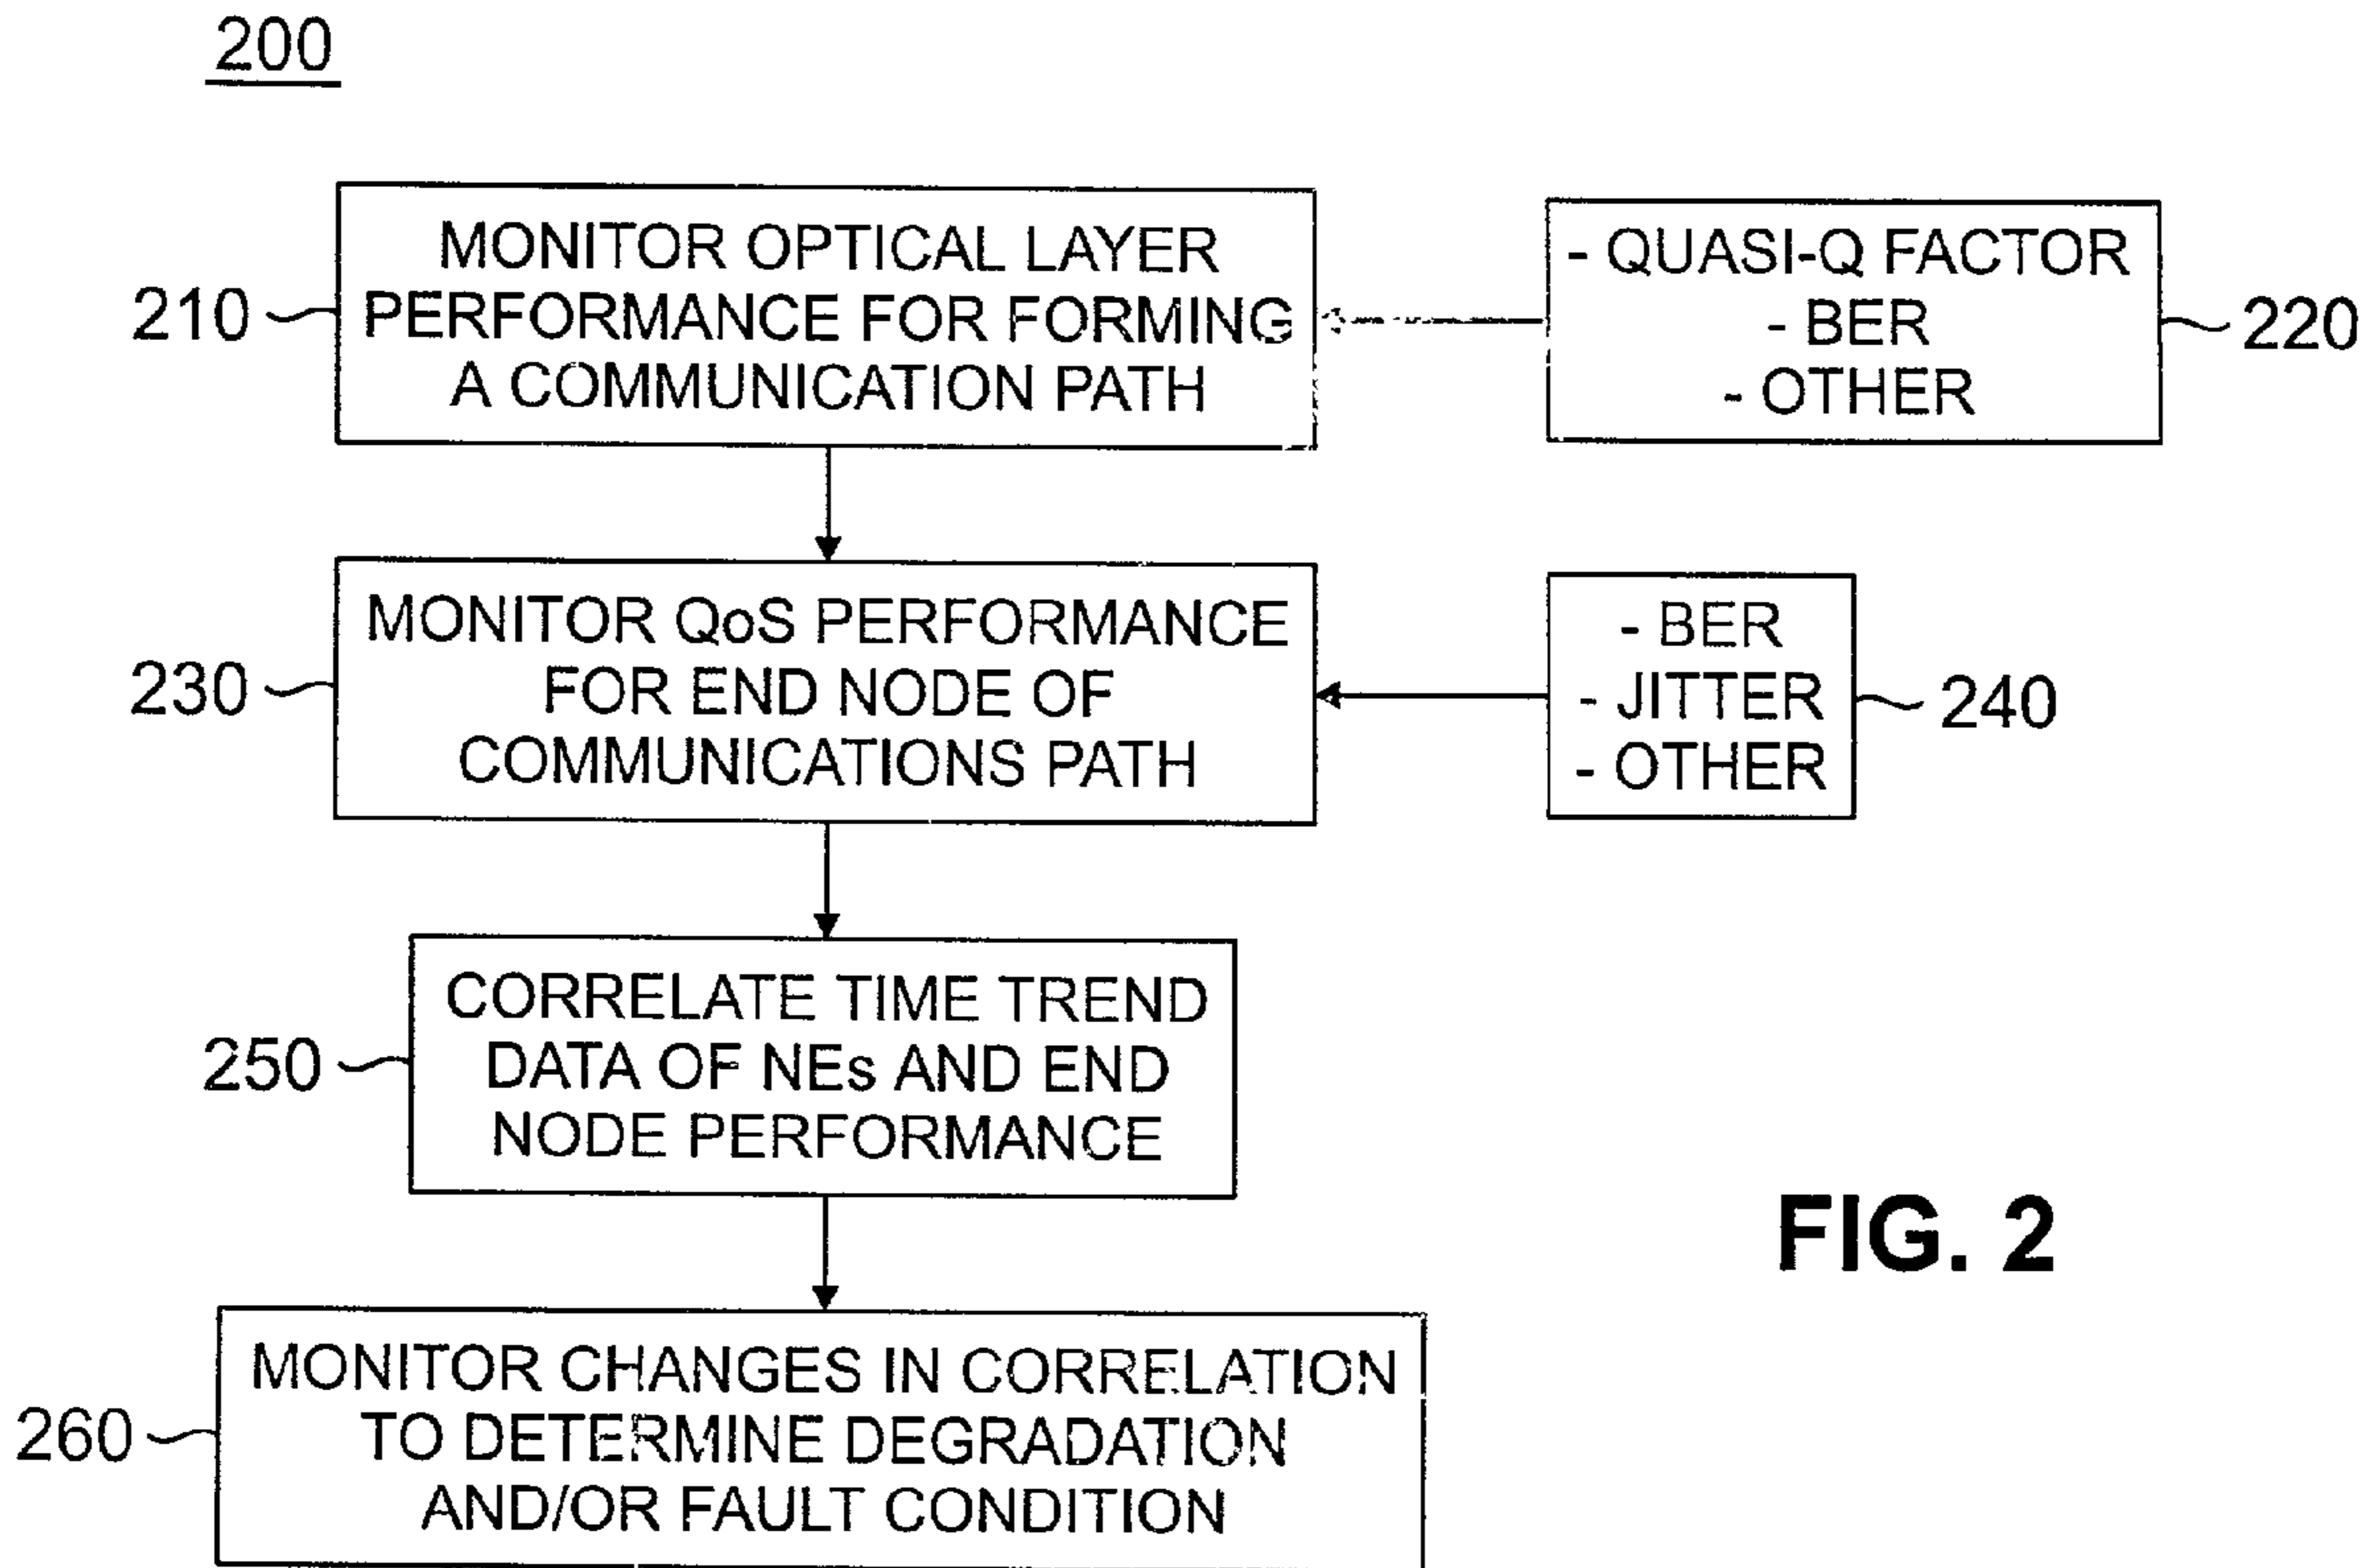 200
MONITOR OPTICAL LAYER
PERFORMANCE FOR FORMING
A COMMUNICATION PATH
210
- QUASI-Q FACTOR
- BER
- OTHER
220
MONITOR QoS PERFORMANCE
FOR END NODE OF
COMMUNICATIONS PATH
230
- BER
- JITTER
- OTHER
240
CORRELATE TIME TREND
DATA OF NEs AND END
NODE PERFORMANCE
250
MONITOR CHANGES IN CORRELATION
TO DETERMINE DEGRADATION
AND/OR FAULT CONDITION
260
FIG. 2